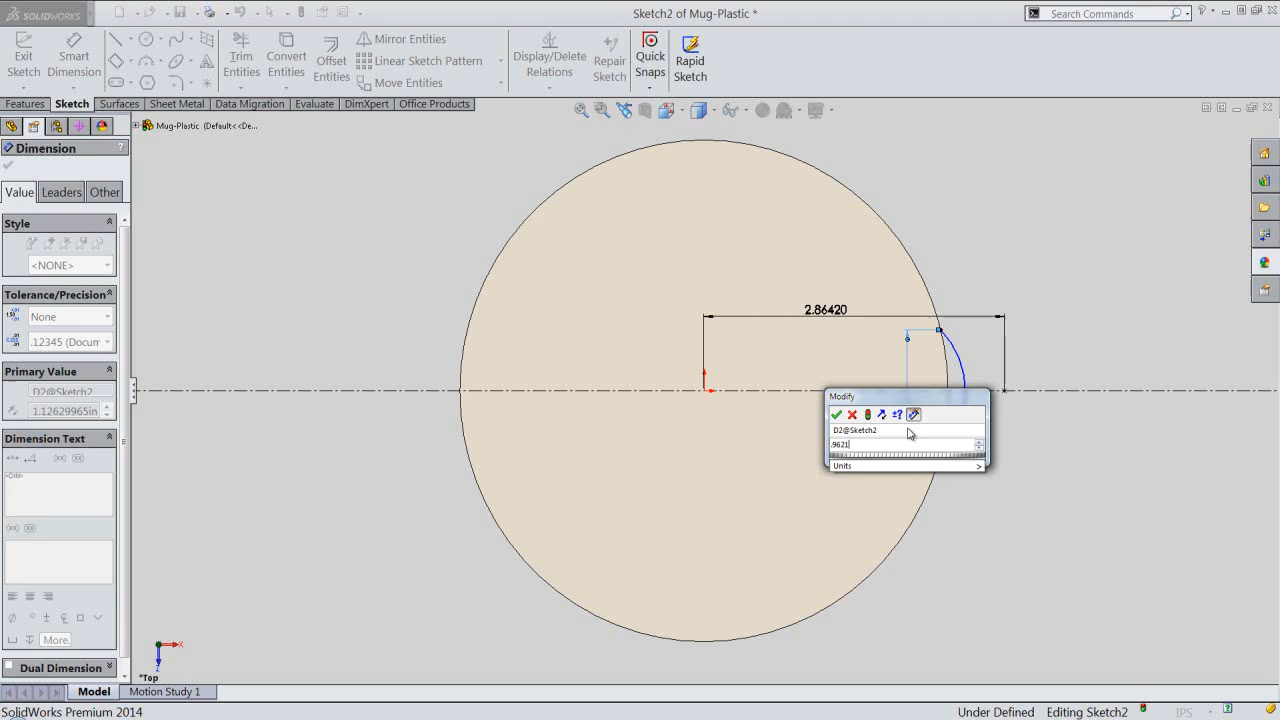 SOLIDWORKS
Sketch2 of Mug-Plastic *
Search Commands
Exit Sketch
Smart Dimension
Trim Entities
Convert Entities
Offset Entities
Mirror Entities
Linear Sketch Pattern
Move Entities
Display/Delete Relations
Repair Sketch
Quick Snaps
Rapid Sketch
Features
Sketch
Surfaces
Sheet Metal
Data Migration
Evaluate
DimXpert
Office Products
Mug-Plastic (Default<<De...
Dimension
?
Value
Leaders
Other
Style
<NONE>
Tolerance/Precision
None
.12345 (Docum
Primary Value
D2@Sketch2
1.12629965in
Dimension Text
<DIM>
More.
Dual Dimension
2.86420
Modify
D2@Sketch2
.9621
Units >
X
Z
*Top
Model
Motion Study 1
SolidWorks Premium 2014
Under Defined
Editing Sketch2
IPS